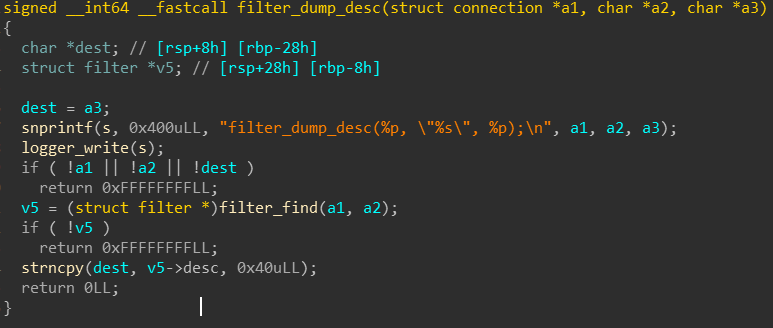 signed __int64 __fastcall filter_dump_desc(struct connection *a1, char *a2, char *a3)
{
  char *dest; // [rsp+8h] [rbp-28h]
  struct filter *v5; // [rsp+28h] [rbp-8h]

  dest = a3;
  snprintf(s, 0x400uLL, "filter_dump_desc(%p, \"%s\", %p);\n", a1, a2, a3);
  logger_write(s);
  if ( !a1 || !a2 || !dest )
    return 0xFFFFFFFFLL;
  v5 = (struct filter *)filter_find(a1, a2);
  if ( !v5 )
    return 0xFFFFFFFFLL;
  strncpy(dest, v5->desc, 0x40uLL);
  return 0LL;
}